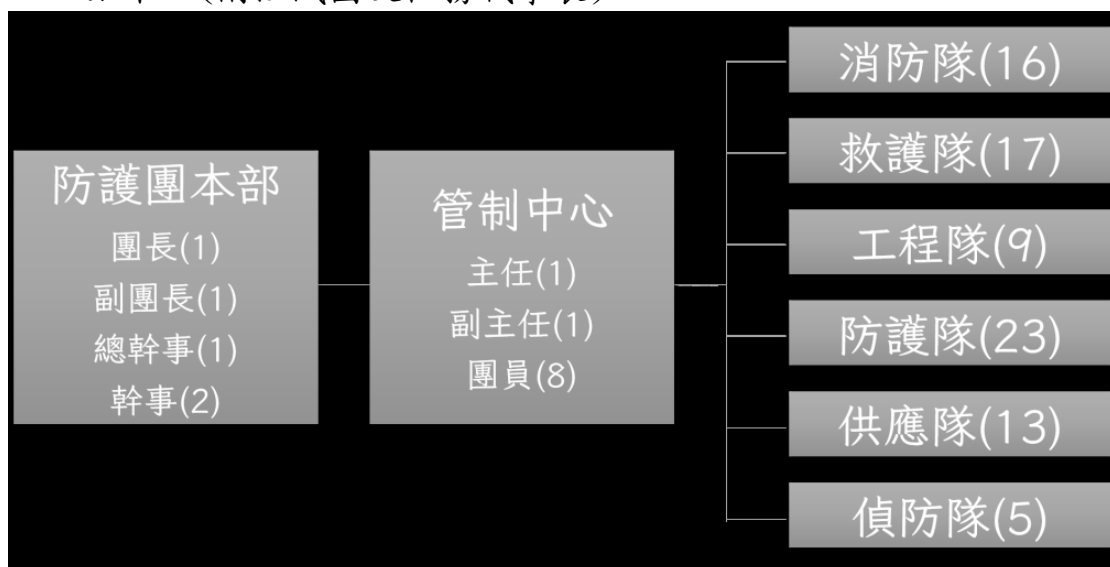 防護團本部
團長(1)
副團長(1)
總幹事(1)
幹事(2)
管制中心
主任(1)
副主任(1)
團員(8)
消防隊(16)
救護隊(17)
工程隊(9)
防護隊(23)
供應隊(13)
偵防隊(5)